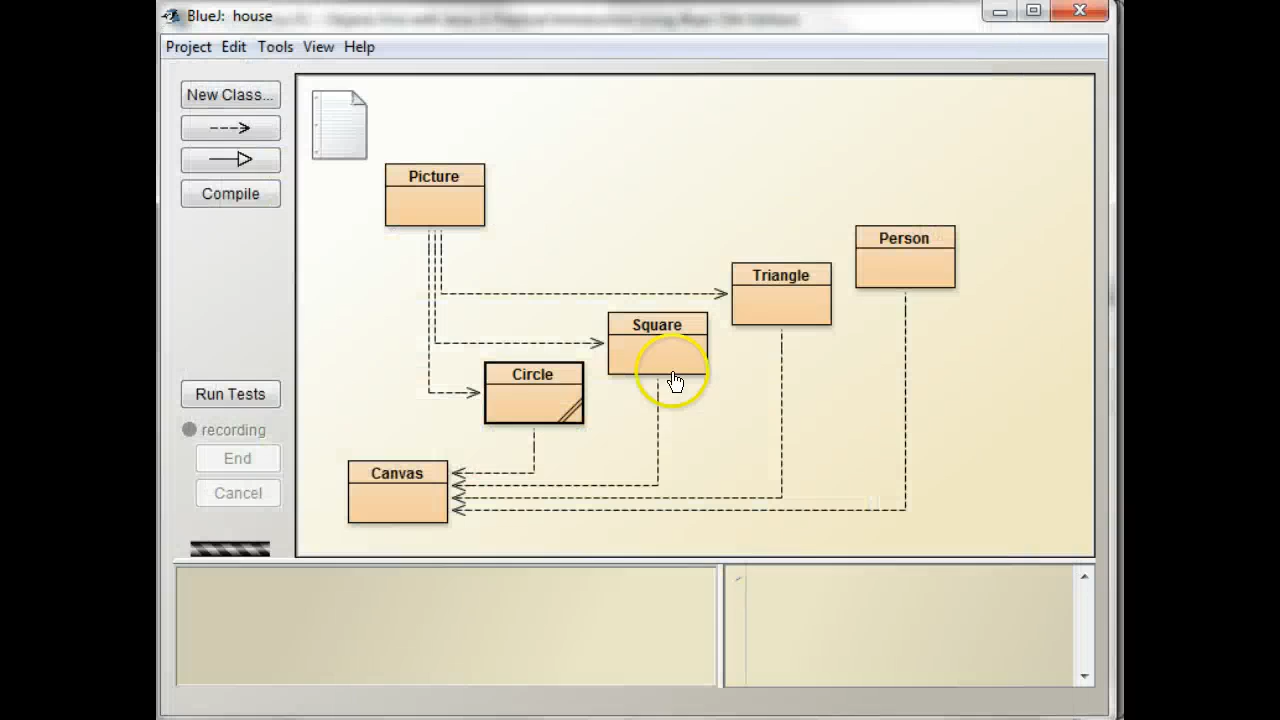 BlueJ: house
Project Edit Tools View Help
New Class...
Compile
Run Tests
recording
End
Cancel
Picture
Person
Triangle
Square
Circle
Canvas